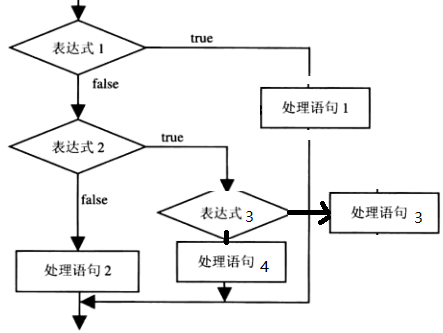 表达式 1
true
false
处理语句 1
表达式 2
true
false
表达式 3
处理语句 3
处理语句 2
处理语句 4